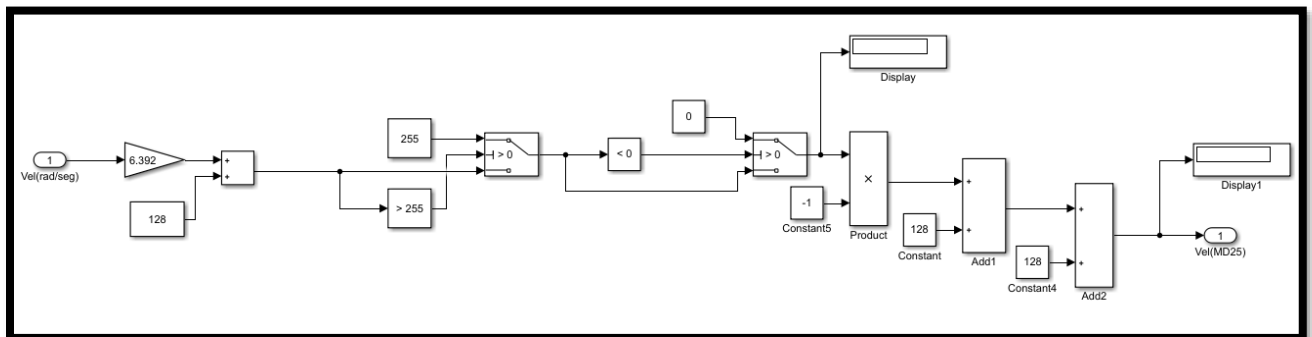 Display
0
255
1
6.392
+
> 0
< 0
> 0
Vel(rad/seg)
+
×
Display1
128
> 255
-1
+
Constant5
Product
+
128
+
1
Constant
Add1
128
+
Vel(MD25)
Constant4
Add2